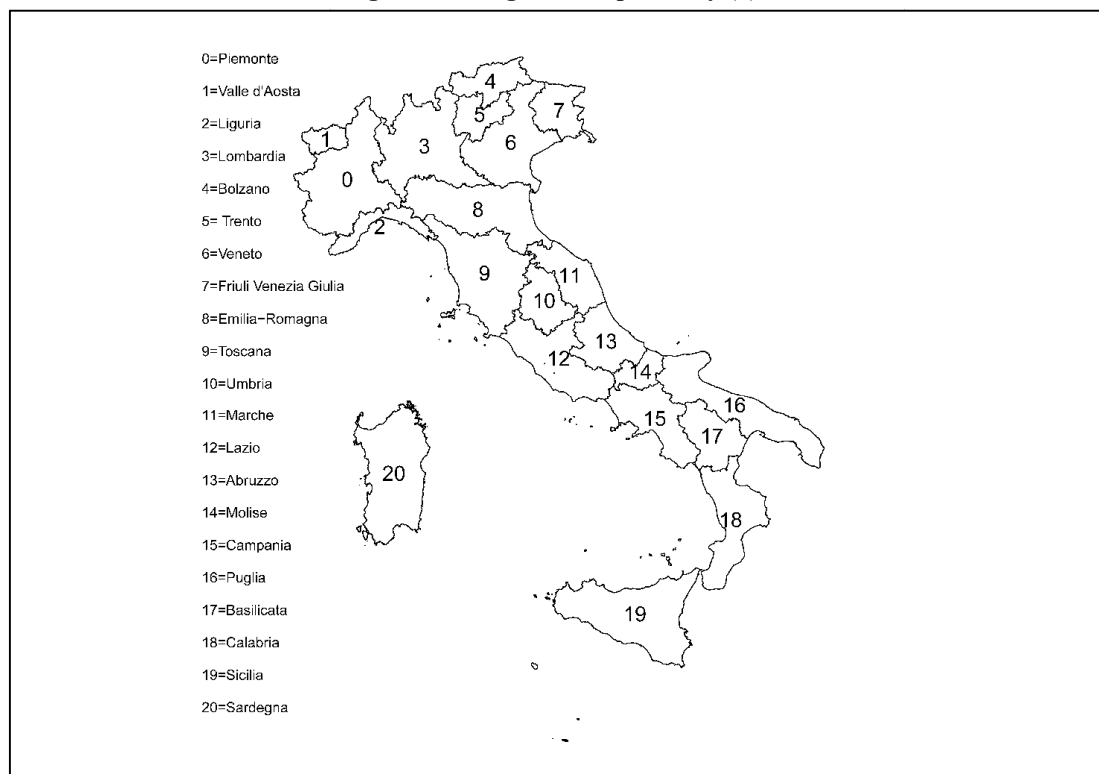 0=Piemonte
1=Valle d'Aosta
2=Liguria
3=Lombardia
4=Bolzano
5= Trento
6=Veneto
7=Friuli Venezia Giulia
8=Emilia−Romagna
9=Toscana
10=Umbria
11=Marche
12=Lazio
13=Abruzzo
14=Molise
15=Campania
16=Puglia
17=Basilicata
18=Calabria
19=Sicilia
20=Sardegna
4
5
7
1
3
6
0
8
2
9
11
10
13
12
14
16
15
17
20
18
19